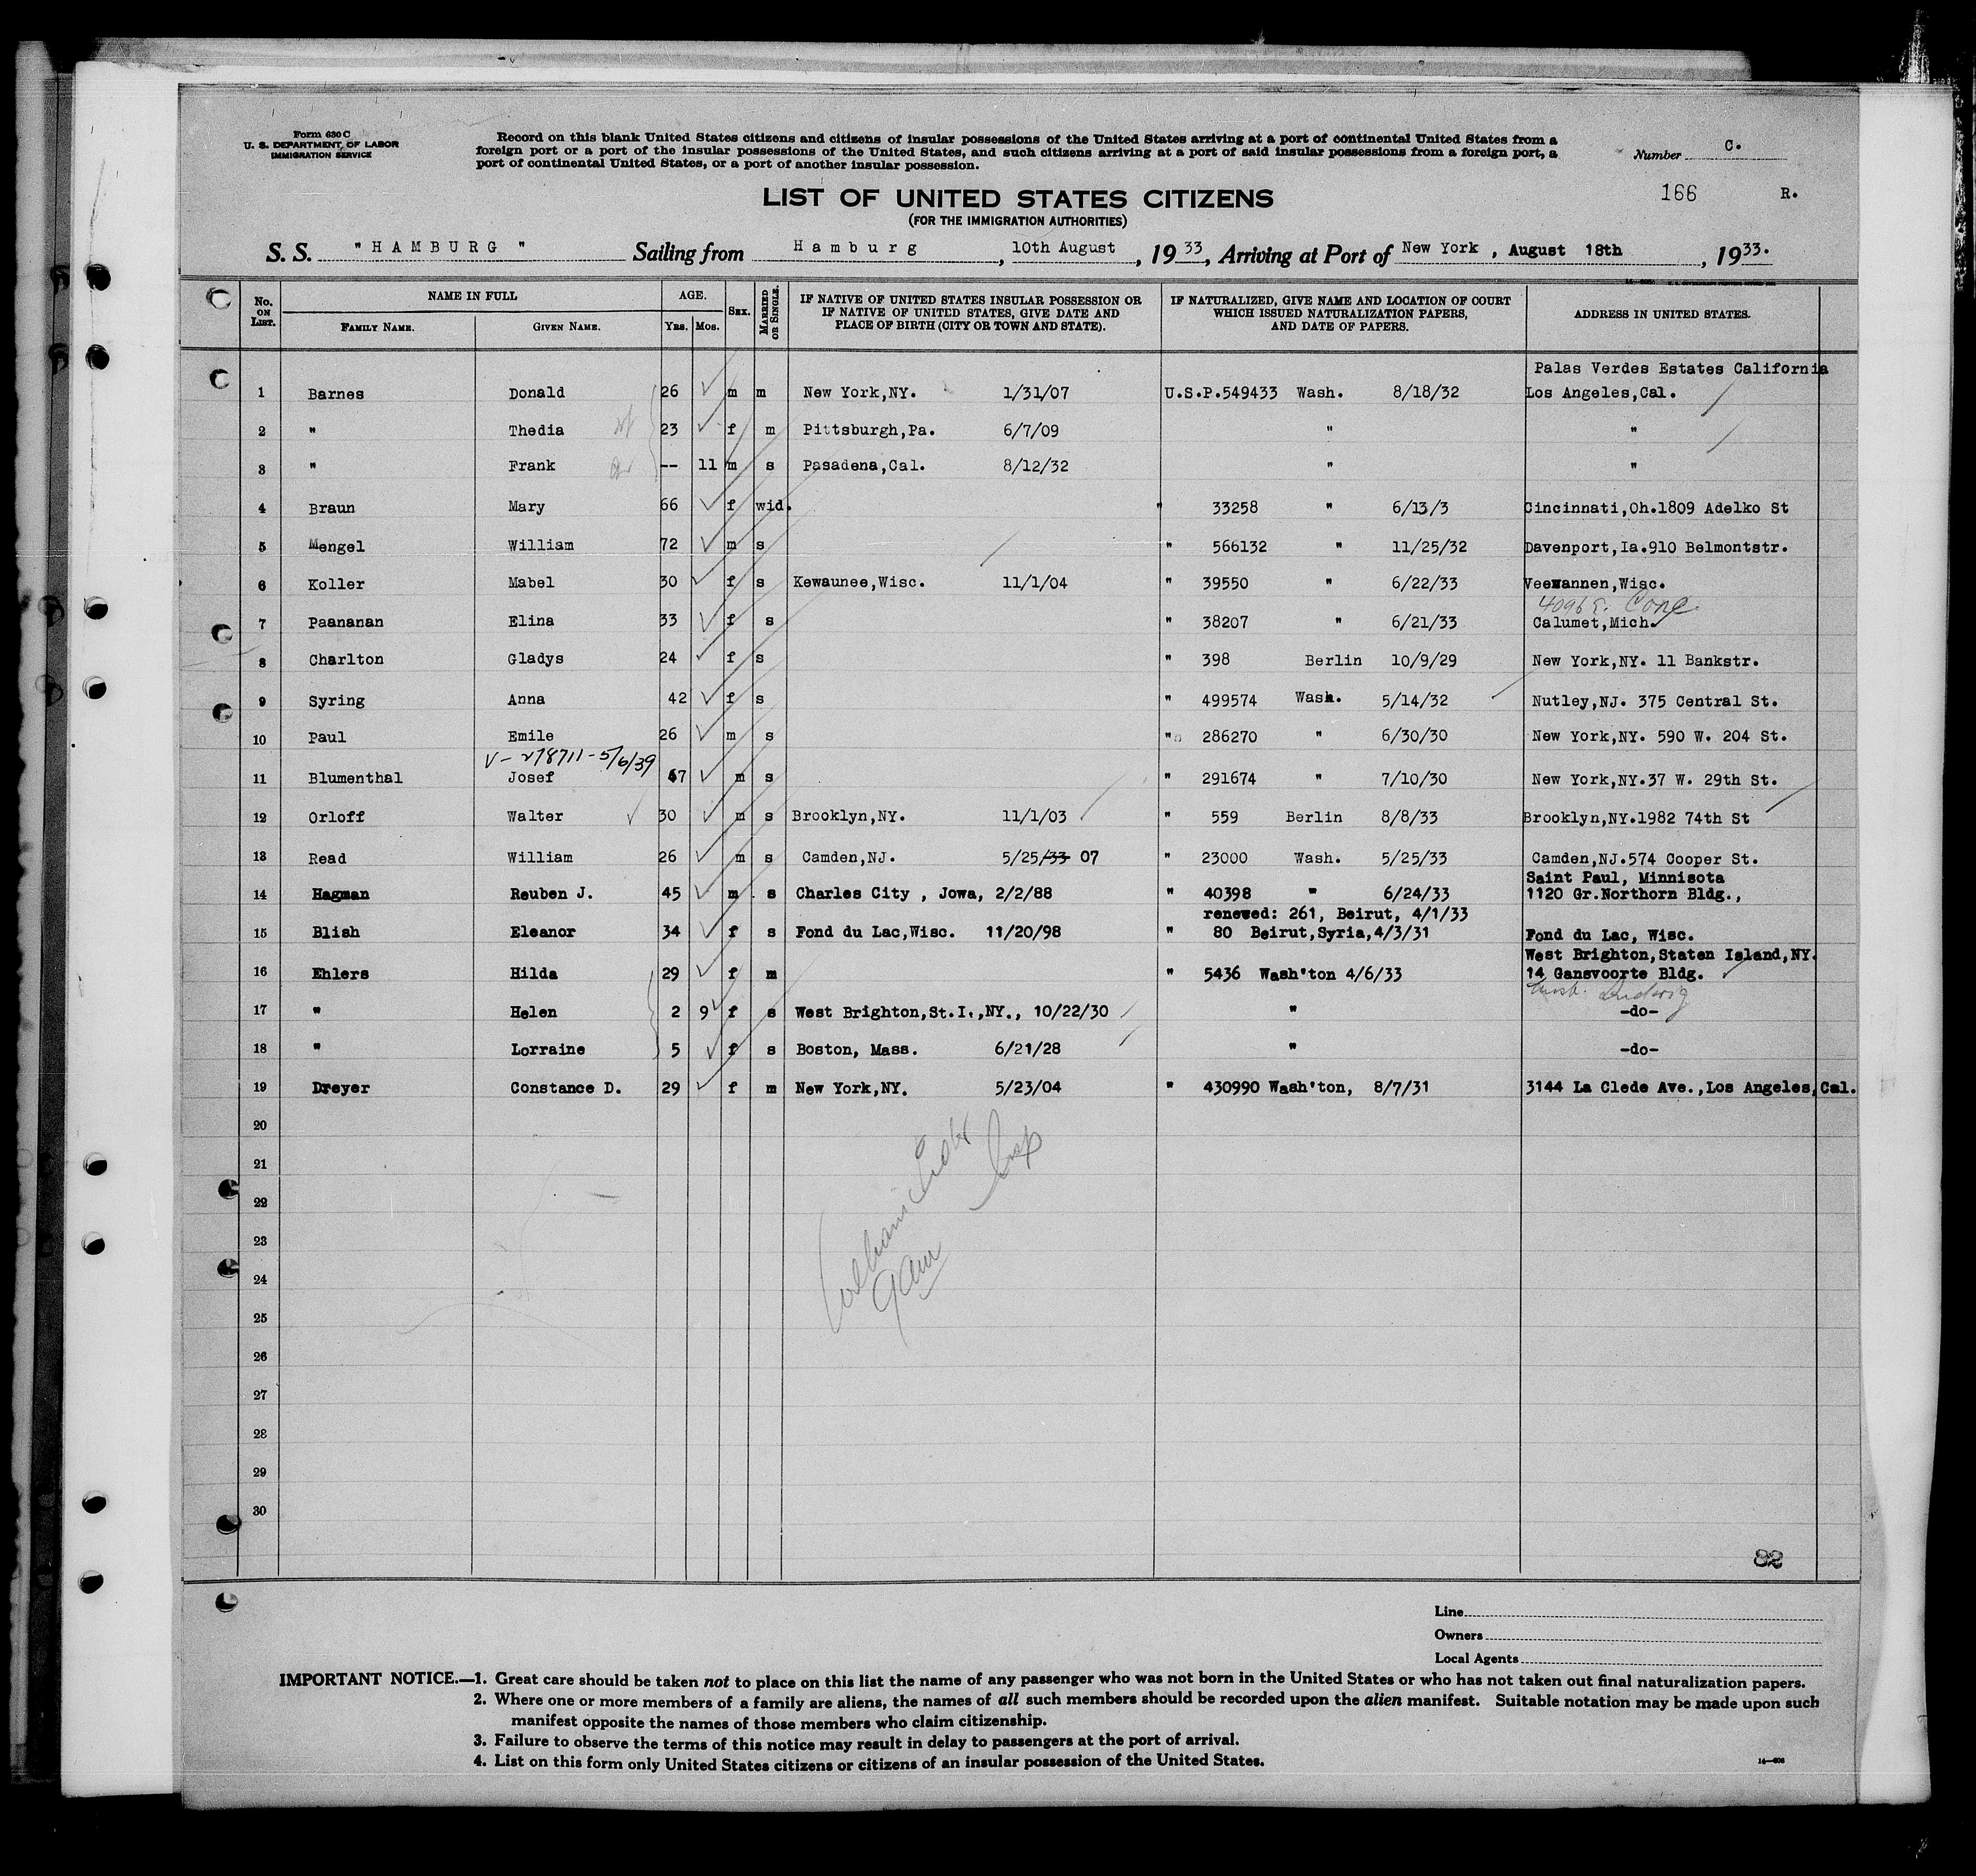 Form 630 C
U. S. DEPARTMENT OF LABOR
IMMIGRATION SERVICE
Record on this blank United States citizens and citizens of insular possessions of the United States arriving at a port of continental United States from a
foreign port or a port of the insular possessions of the United States, and such citizens arriving at a port of said insular possessions from a foreign port, a
port of continental United States, or a port of another insular possession.
Number C.
166 R.
LIST OF UNITED STATES CITIZENS
(FOR THE IMMIGRATION AUTHORITIES)
S. S. "HAMBURG" Sailing from Hamburg, 10th August, 1933, Arriving at Port of New York, August 18th, 1933.
No. ON LIST. NAME IN FULL FAMILY NAME. GIVEN NAME. AGE. YRS. MOS. SEX. MARRIED OR SINGLE. IF NATIVE OF UNITED STATES INSULAR POSSESSION OR IF NATIVE OF UNITED STATES, GIVE DATE AND PLACE OF BIRTH (CITY OR TOWN AND STATE). IF NATURALIZED, GIVE NAME AND LOCATION OF COURT WHICH ISSUED NATURALIZATION PAPERS, AND DATE OF PAPERS. ADDRESS IN UNITED STATES.
Palas Verdes Estates California
1 Barnes Donald 26 m m New York,NY. 1/31/07 U.S.P.549433 Wash. 8/18/32 Los Angeles,Cal.
2 " Thedia 23 f m Pittsburgh,Pa. 6/7/09 " "
3 " Frank -- 11 m s Pasadena,Cal. 8/12/32 " "
4 Braun Mary 66 f wid. " 33258 " 6/13/3 Cincinnati,Oh.1809 Adelko St
5 Mengel William 72 m s " 566132 " 11/25/32 Davenport,Ia.910 Belmontstr.
6 Koller Mabel 30 f s Kewaunee,Wisc. 11/1/04 " 39550 " 6/22/33 Veewannen,Wisc.
4096 E. Cone
7 Paananan Elina 33 f s " 38207 " 6/21/33 Calumet,Mich.
8 Charlton Gladys 24 f s " 398 Berlin 10/9/29 New York,NY. 11 Bankstr.
9 Syring Anna 42 f s " 499574 Wash. 5/14/32 Nutley,NJ. 375 Central St.
10 Paul Emile 26 m s " 286270 " 6/30/30 New York,NY. 590 W. 204 St.
V-278711-5/6/39
11 Blumenthal Josef 47 m s " 291674 " 7/10/30 New York,NY.37 W. 29th St.
12 Orloff Walter 30 m s Brooklyn,NY. 11/1/03 " 559 Berlin 8/8/33 Brooklyn,NY.1982 74th St
13 Read William 26 m s Camden,NJ. 5/25/33 07 " 23000 Wash. 5/25/33 Camden,NJ.574 Cooper St.
Saint Paul, Minnisota
14 Hagman Reuben J. 45 m s Charles City , Jowa, 2/2/88 " 40398 " 6/24/33 1120 Gr.Northorn Bldg.,
renewed: 261, Beirut, 4/1/33
15 Blish Eleanor 34 f s Fond du Lac,Wisc. 11/20/98 " 80 Beirut,Syria,4/3/31 Fond du Lac, Wisc.
West Brighton,Staten Island,NY.
16 Ehlers Hilda 29 f m " 5436 Wash'ton 4/6/33 14 Gansvoorte Bldg.
Ludwig
17 " Helen 2 9 f s West Brighton,St.I.,NY., 10/22/30 " -do-
18 " Lorraine 5 f s Boston, Mass. 6/21/28 " -do-
19 Dreyer Constance D. 29 f m New York,NY. 5/23/04 " 430990 Wash'ton, 8/7/31 3144 La Clede Ave.,Los Angeles,Cal.
20
21
22
23
24
25
26
27
28
29
30
82
Line
Owners
Local Agents
IMPORTANT NOTICE.—1. Great care should be taken not to place on this list the name of any passenger who was not born in the United States or who has not taken out final naturalization papers.
2. Where one or more members of a family are aliens, the names of all such members should be recorded upon the alien manifest. Suitable notation may be made upon such
manifest opposite the names of those members who claim citizenship.
3. Failure to observe the terms of this notice may result in delay to passengers at the port of arrival.
4. List on this form only United States citizens or citizens of an insular possession of the United States.